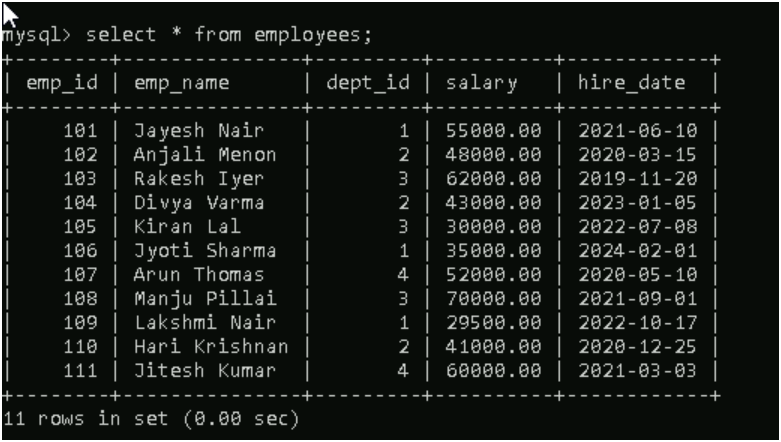 mysql> select * from employees;
+--------+---------------+---------+----------+------------+
| emp_id | emp_name      | dept_id | salary   | hire_date  |
+--------+---------------+---------+----------+------------+
|    101 | Jayesh Nair   |       1 | 55000.00 | 2021-06-10 |
|    102 | Anjali Menon  |       2 | 48000.00 | 2020-03-15 |
|    103 | Rakesh Iyer   |       3 | 62000.00 | 2019-11-20 |
|    104 | Divya Varma   |       2 | 43000.00 | 2023-01-05 |
|    105 | Kiran Lal     |       3 | 30000.00 | 2022-07-08 |
|    106 | Jyoti Sharma  |       1 | 35000.00 | 2024-02-01 |
|    107 | Arun Thomas   |       4 | 52000.00 | 2020-05-10 |
|    108 | Manju Pillai  |       3 | 70000.00 | 2021-09-01 |
|    109 | Lakshmi Nair  |       1 | 29500.00 | 2022-10-17 |
|    110 | Hari Krishnan |       2 | 41000.00 | 2020-12-25 |
|    111 | Jitesh Kumar  |       4 | 60000.00 | 2021-03-03 |
+--------+---------------+---------+----------+------------+
11 rows in set (0.00 sec)